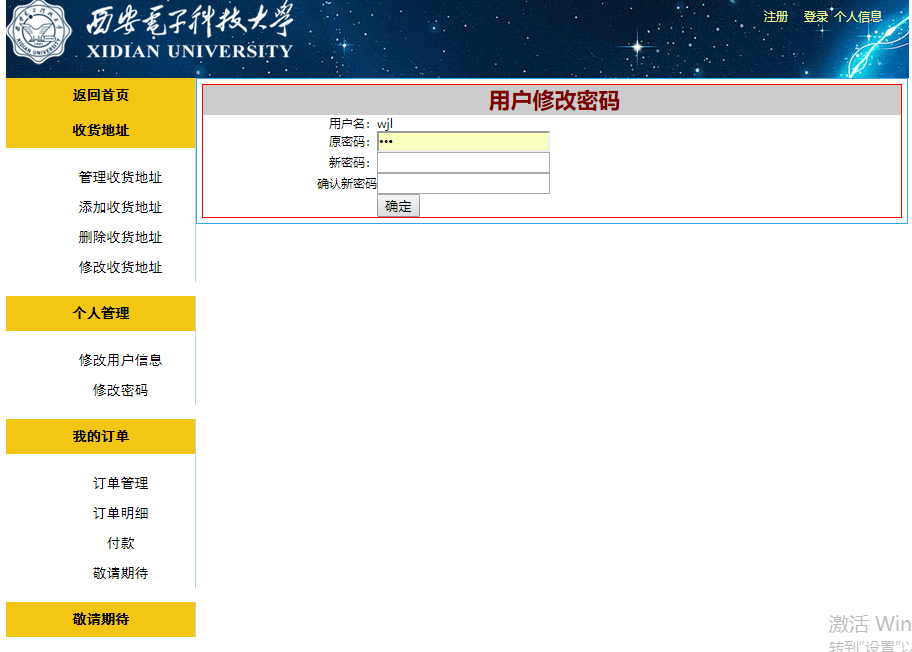 西安電子科技大学
XIDIAN UNIVERSITY
注册 登录 个人信息
返回首页
收货地址
管理收货地址
添加收货地址
删除收货地址
修改收货地址
个人管理
修改用户信息
修改密码
我的订单
订单管理
订单明细
付款
敬请期待
敬请期待
用户修改密码
用户名：wjl
原密码：•••
新密码：
确认新密码
确定
激活 Win
转到"设置"以